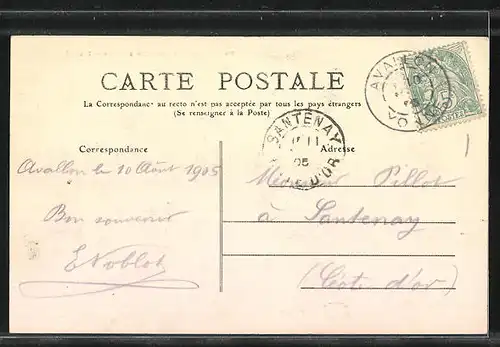 CARTE POSTALE
La Correspondance au recto n'est pas acceptée par tous les pays étrangers
(Se renseigner à la Poste)
Correspondance
Adresse
AVALLON
YONNE
5
POSTES
SANTENAY
11
05
CÔTE D'OR
Avallon le 10 Août 1905
Bon souvenir
E Noblot
Pillot
à Santenay
(Côte d'or)